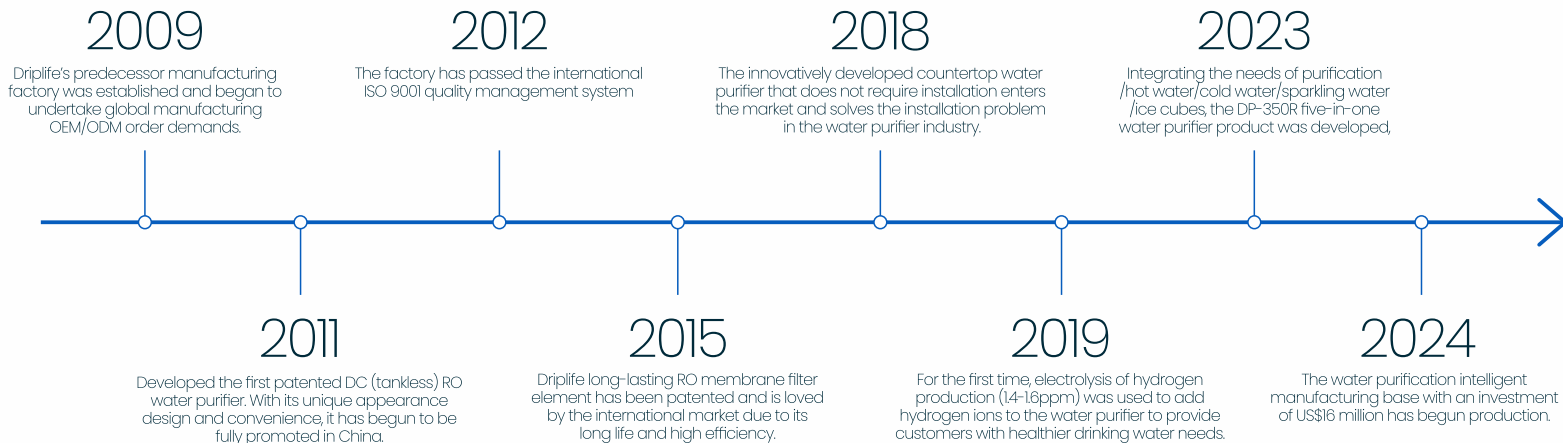 2009
Driplife's predecessor manufacturing
factory was established and began to
undertake global manufacturing
OEM/ODM order demands.
2011
Developed the first patented DC (tankless) RO
water purifier. With its unique appearance
design and convenience, it has begun to be
fully promoted in China.
2012
The factory has passed the international
ISO 9001 quality management system
2015
Driplife long-lasting RO membrane filter
element has been patented and is loved
by the international market due to its
long life and high efficiency.
2018
The innovatively developed countertop water
purifier that does not require installation enters
the market and solves the installation problem
in the water purifier industry.
2019
For the first time, electrolysis of hydrogen
production (1.4-1.6ppm) was used to add
hydrogen ions to the water purifier to provide
customers with healthier drinking water needs.
2023
Integrating the needs of purification
/hot water/cold water/sparkling water
/ice cubes, the DP-350R five-in-one
water purifier product was developed,
2024
The water purification intelligent
manufacturing base with an investment
of US$16 million has begun production.